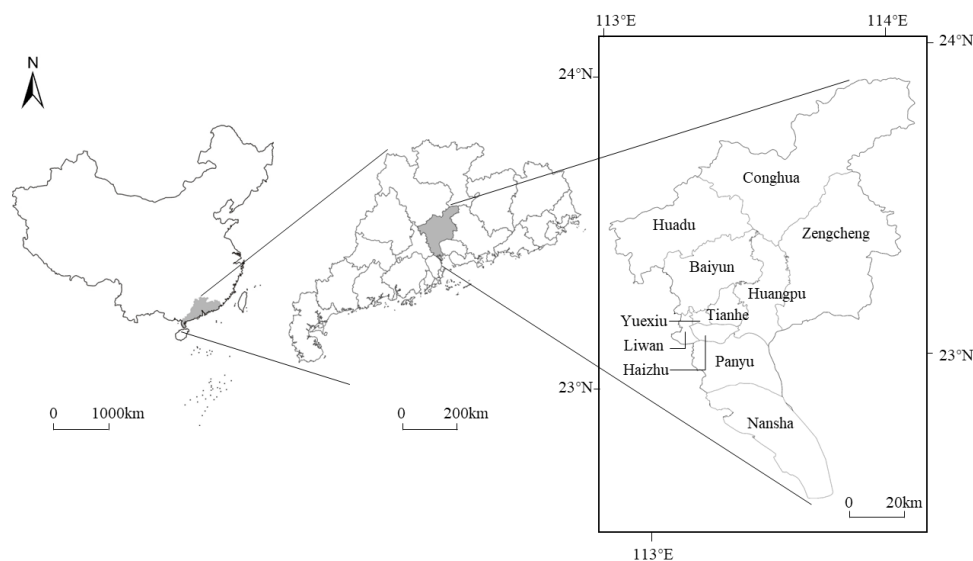 113°E
114°E
24°N
24°N
N
Conghua
Huadu
Zengcheng
Baiyun
Huangpu
Tianhe
Yuexiu
Liwan
Haizhu
Panyu
23°N
23°N
Nansha
0 1000km
0 200km
0 20km
113°E